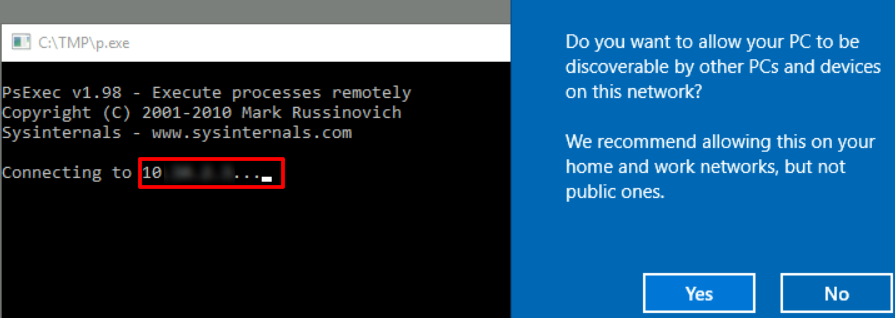 C:\TMP\p.exe
PsExec v1.98 - Execute processes remotely
Copyright (C) 2001-2010 Mark Russinovich
Sysinternals - www.sysinternals.com
Connecting to 10 ...
Do you want to allow your PC to be
discoverable by other PCs and devices
on this network?
We recommend allowing this on your
home and work networks, but not
public ones.
Yes
No